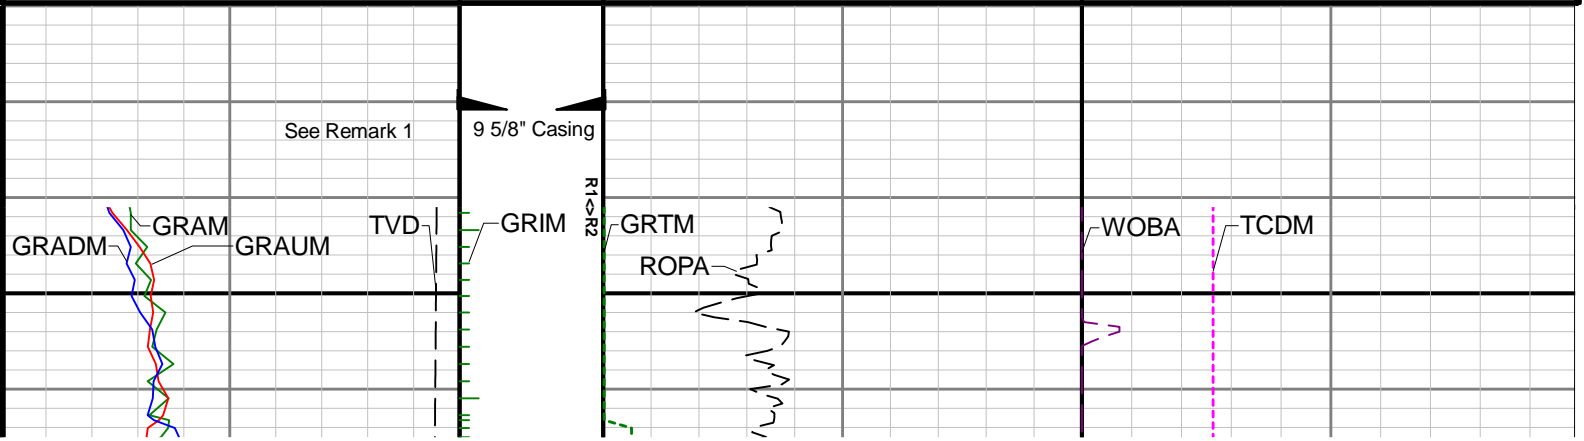 See Remark 1
9 5/8" Casing
R1<>R2
GRAM
TVD
GRIM
GRTM
WOBA
TCDM
GRADM
GRAUM
ROPA